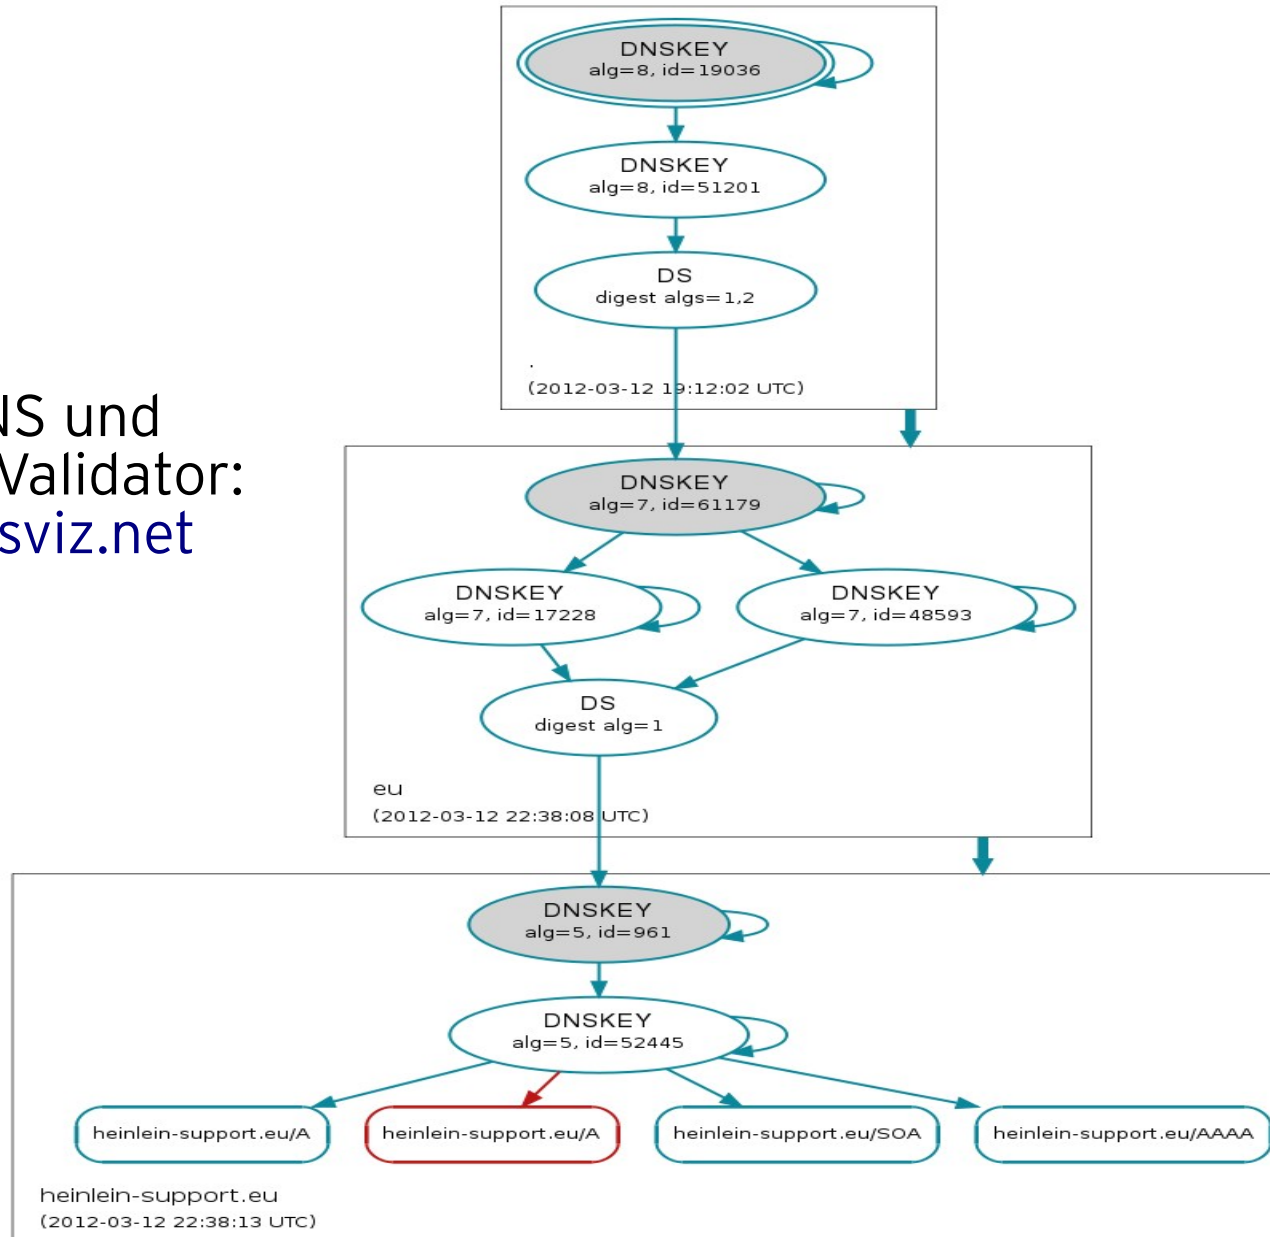 DNSKEY
alg=8, id=19036
DNSKEY
alg=8, id=51201
DS
digest algs=1,2
.
(2012-03-12 19:12:02 UTC)
NS und
Validator:
sviz.net
DNSKEY
alg=7, id=61179
DNSKEY
alg=7, id=17228
DNSKEY
alg=7, id=48593
DS
digest alg=1
eu
(2012-03-12 22:38:08 UTC)
DNSKEY
alg=5, id=961
DNSKEY
alg=5, id=52445
heinlein-support.eu/A
heinlein-support.eu/A
heinlein-support.eu/SOA
heinlein-support.eu/AAAA
heinlein-support.eu
(2012-03-12 22:38:13 UTC)